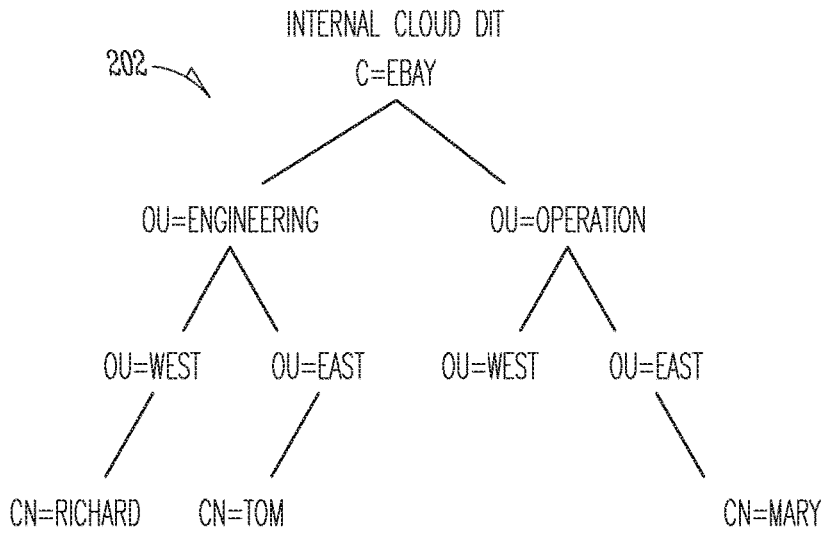 INTERNAL CLOUD DIT
202
C=EBAY
OU=ENGINEERING
OU=OPERATION
OU=WEST
OU=EAST
OU=WEST
OU=EAST
CN=RICHARD
CN=TOM
CN=MARY